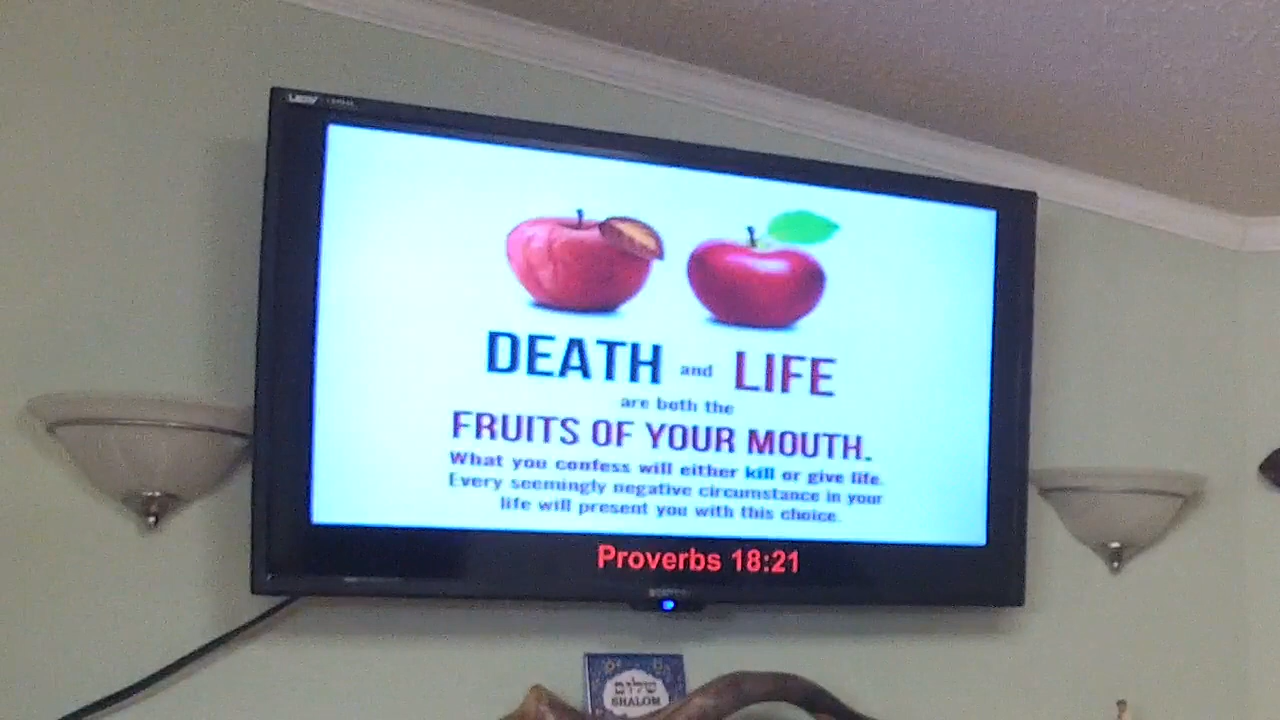 DEATH and LIFE
are both the
FRUITS OF YOUR MOUTH.
What you confess will either kill or give life.
Every seemingly negative circumstance in your
life will present you with this choice.
Proverbs 18:21
שלום
SHALOM